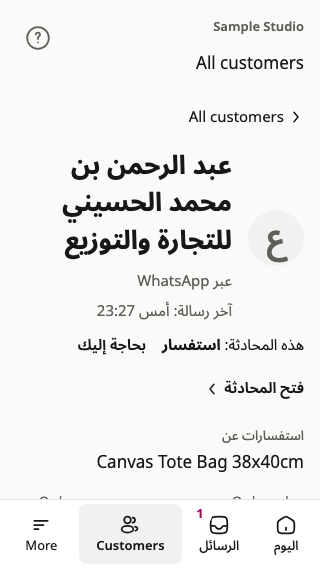 Sample Studio
All customers
All customers
عبد الرحمن بن
محمد الحسيني
للتجارة والتوزيع
ع
عبر WhatsApp
آخر رسالة: أمس 23:27
هذه المحادثة: استفسار بحاجة إليك
فتح المحادثة
استفسارات عن
Canvas Tote Bag 38x40cm
1
اليوم
الرسائل
Customers
More